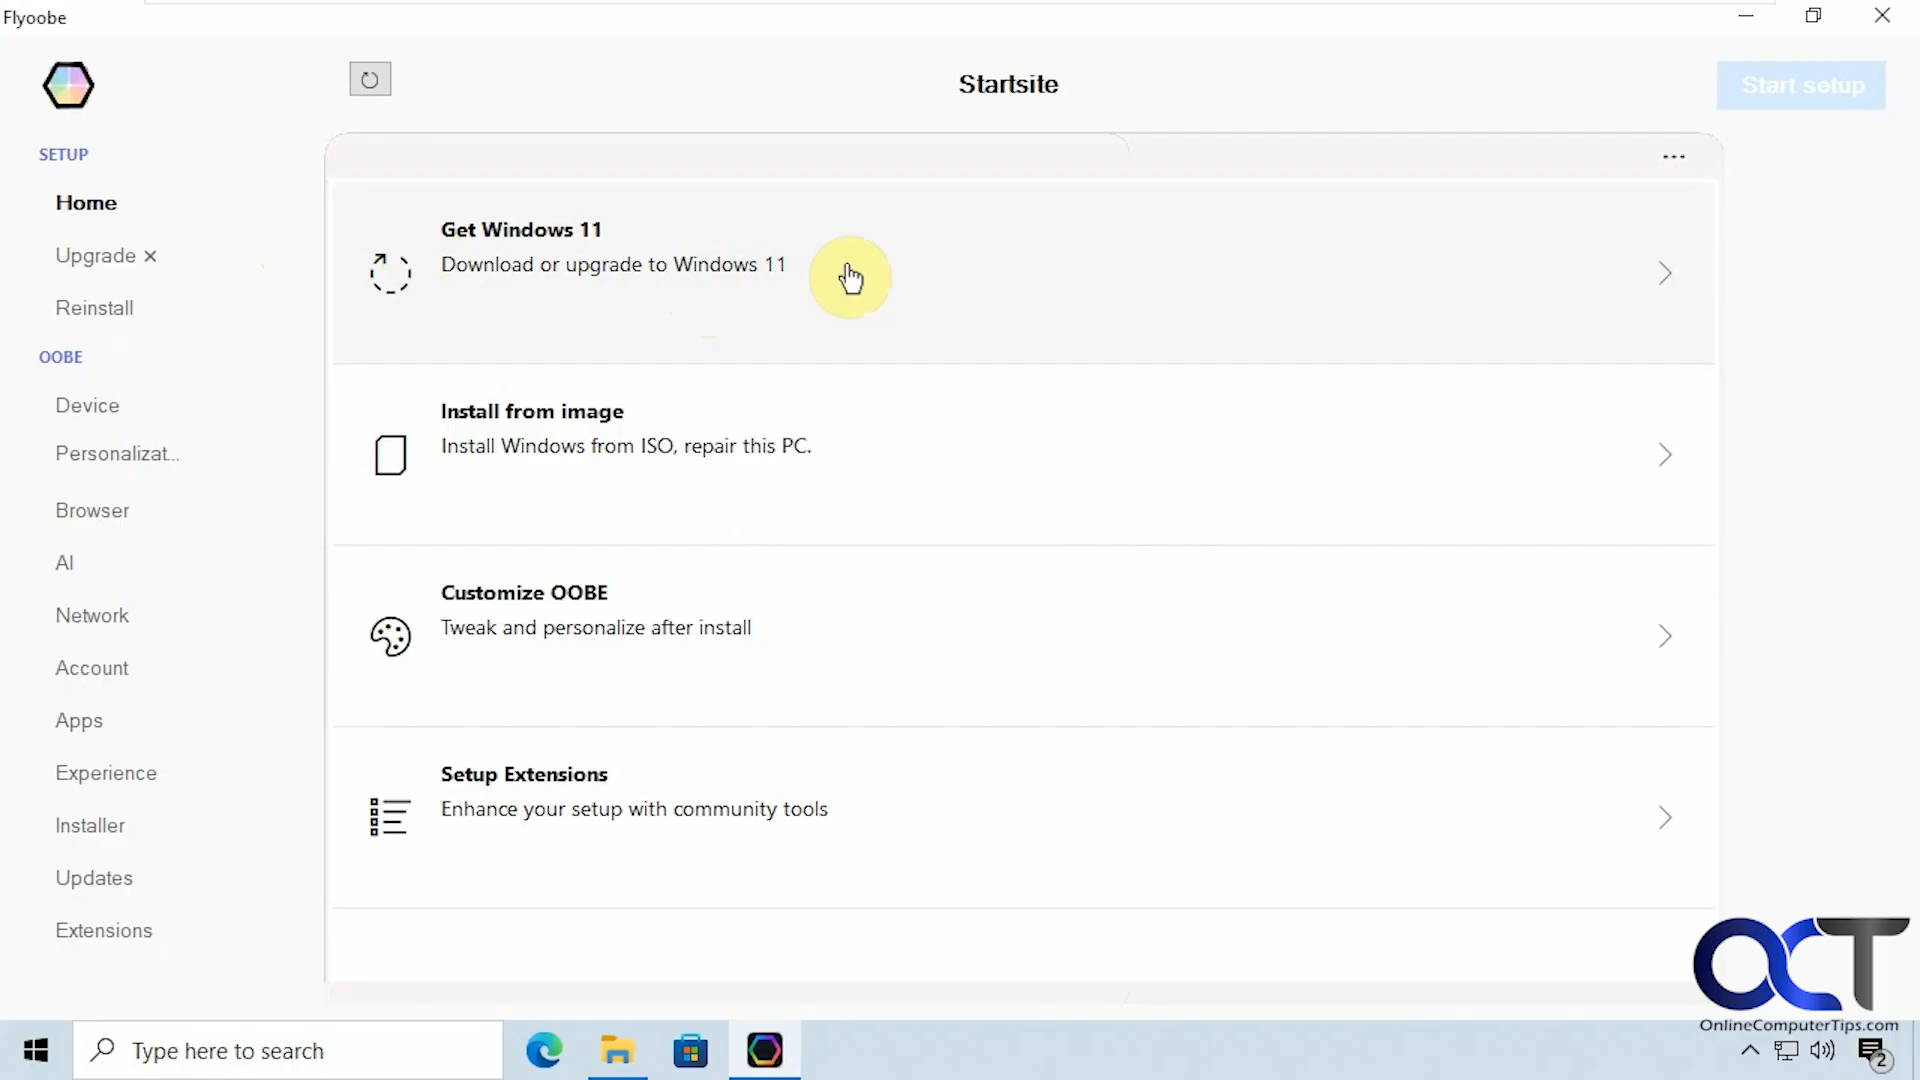 Flyoobe
Startsite
Start setup
SETUP
Home
Upgrade ✕
Reinstall
OOBE
Device
Personalizat...
Browser
AI
Network
Account
Apps
Experience
Installer
Updates
Extensions
Get Windows 11
Download or upgrade to Windows 11
Install from image
Install Windows from ISO, repair this PC.
Customize OOBE
Tweak and personalize after install
Setup Extensions
Enhance your setup with community tools
OCT
OnlineComputerTips.com
Type here to search
2